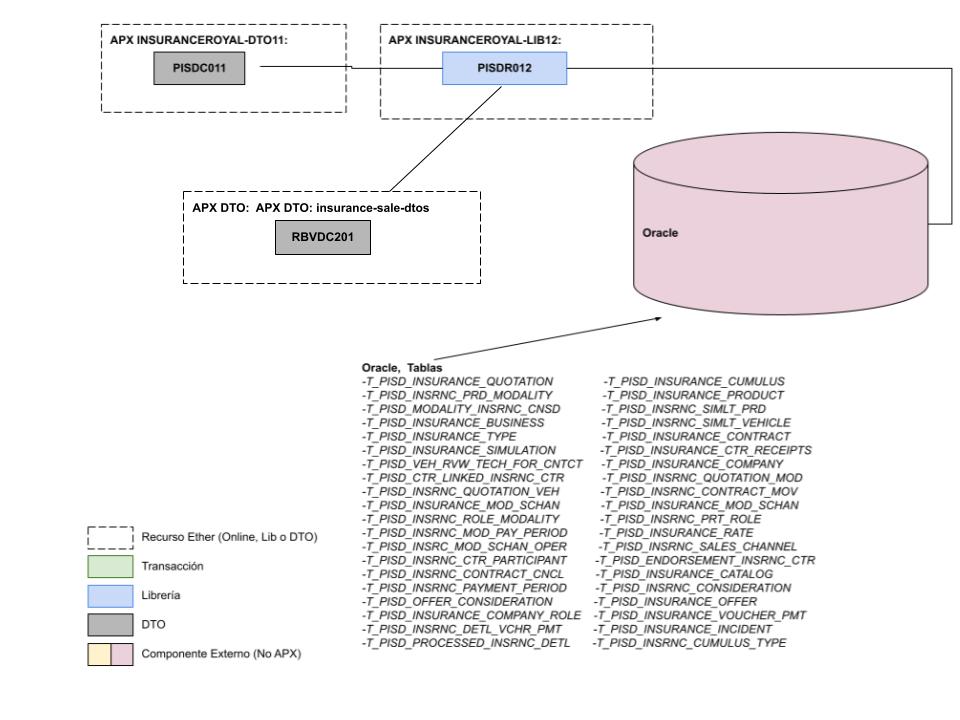 APX INSURANCEROYAL-DTO11:
PISDC011
APX INSURANCEROYAL-LIB12:
PISDR012
APX DTO:  APX DTO: insurance-sale-dtos
RBVDC201
Oracle
Oracle,  Tablas
-T_PISD_INSURANCE_QUOTATION
-T_PISD_INSRNC_PRD_MODALITY
-T_PISD_MODALITY_INSRNC_CNSD
-T_PISD_INSURANCE_BUSINESS
-T_PISD_INSURANCE_TYPE
-T_PISD_INSURANCE_SIMULATION
-T_PISD_VEH_RVW_TECH_FOR_CNTCT
-T_PISD_CTR_LINKED_INSRNC_CTR
-T_PISD_INSRNC_QUOTATION_VEH
-T_PISD_INSURANCE_MOD_SCHAN
-T_PISD_INSRNC_ROLE_MODALITY
-T_PISD_INSRNC_MOD_PAY_PERIOD
-T_PISD_INSRC_MOD_SCHAN_OPER
-T_PISD_INSRNC_CTR_PARTICIPANT
-T_PISD_INSRNC_CONTRACT_CNCL
-T_PISD_INSRNC_PAYMENT_PERIOD
-T_PISD_OFFER_CONSIDERATION
-T_PISD_INSURANCE_COMPANY_ROLE
-T_PISD_INSRNC_DETL_VCHR_PMT
-T_PISD_PROCESSED_INSRNC_DETL
-T_PISD_INSURANCE_CUMULUS
-T_PISD_INSURANCE_PRODUCT
-T_PISD_INSRNC_SIMLT_PRD
-T_PISD_INSRNC_SIMLT_VEHICLE
-T_PISD_INSURANCE_CONTRACT
-T_PISD_INSURANCE_CTR_RECEIPTS
-T_PISD_INSURANCE_COMPANY
-T_PISD_INSRNC_QUOTATION_MOD
-T_PISD_INSRNC_CONTRACT_MOV
-T_PISD_INSURANCE_MOD_SCHAN
-T_PISD_INSRNC_PRT_ROLE
-T_PISD_INSURANCE_RATE
-T_PISD_INSRNC_SALES_CHANNEL
-T_PISD_ENDORSEMENT_INSRNC_CTR
-T_PISD_INSURANCE_CATALOG
-T_PISD_INSRNC_CONSIDERATION
-T_PISD_INSURANCE_OFFER
-T_PISD_INSURANCE_VOUCHER_PMT
-T_PISD_INSURANCE_INCIDENT
-T_PISD_INSRNC_CUMULUS_TYPE
Recurso Ether (Online, Lib o DTO)
Transacción
Librería
DTO
Componente Externo (No APX)